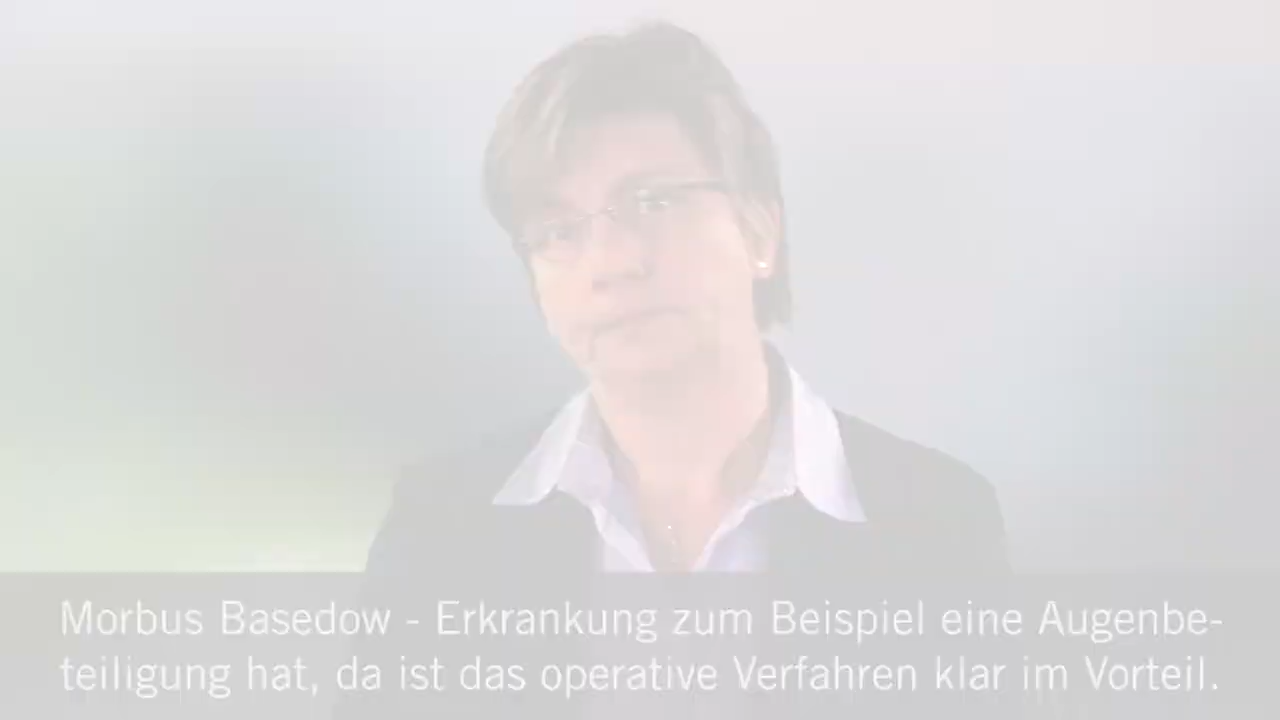 Morbus Basedow - Erkrankung zum Beispiel eine Augenbe-
teiligung hat, da ist das operative Verfahren klar im Vorteil.